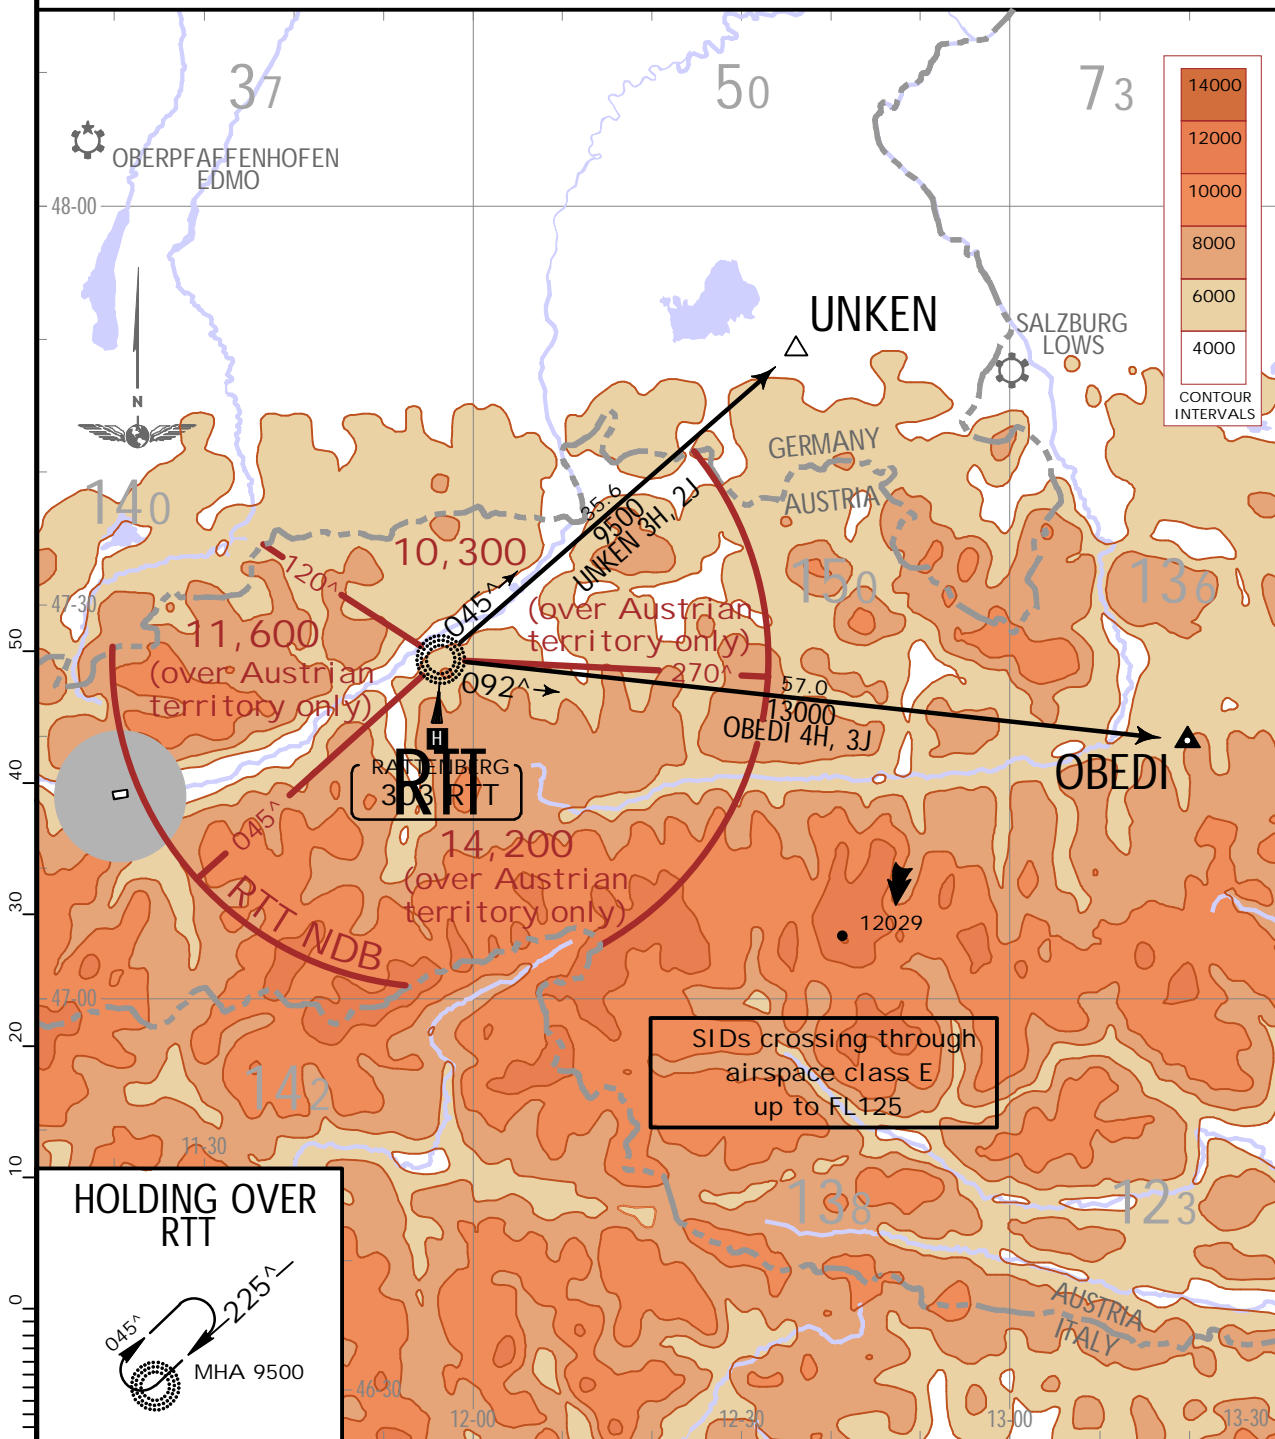 37
50
73
14000
12000
10000
8000
6000
4000
CONTOUR
INTERVALS
OBERPFAFFENHOFEN
EDMO
48-00
UNKEN
SALZBURG
LOWS
N
GERMANY
AUSTRIA
140
35.6
9500
UNKEN 3H, 2J
10,300
(over Austrian
territory only)
120^
045^
150
136
47-30
50
11,600
(over Austrian
territory only)
270^
092^
57.0
13000
OBEDI 4H, 3J
OBEDI
H
RTT
RATTENBERG
303 RTT
40
045^
14,200
(over Austrian
territory only)
RTT NDB
30
12029
47-00
20
SIDs crossing through
airspace class E
up to FL125
142
11-30
10
138
123
HOLDING OVER
RTT
045^
225^
MHA 9500
0
AUSTRIA
ITALY
46-30
12-00
12-30
13-00
13-30